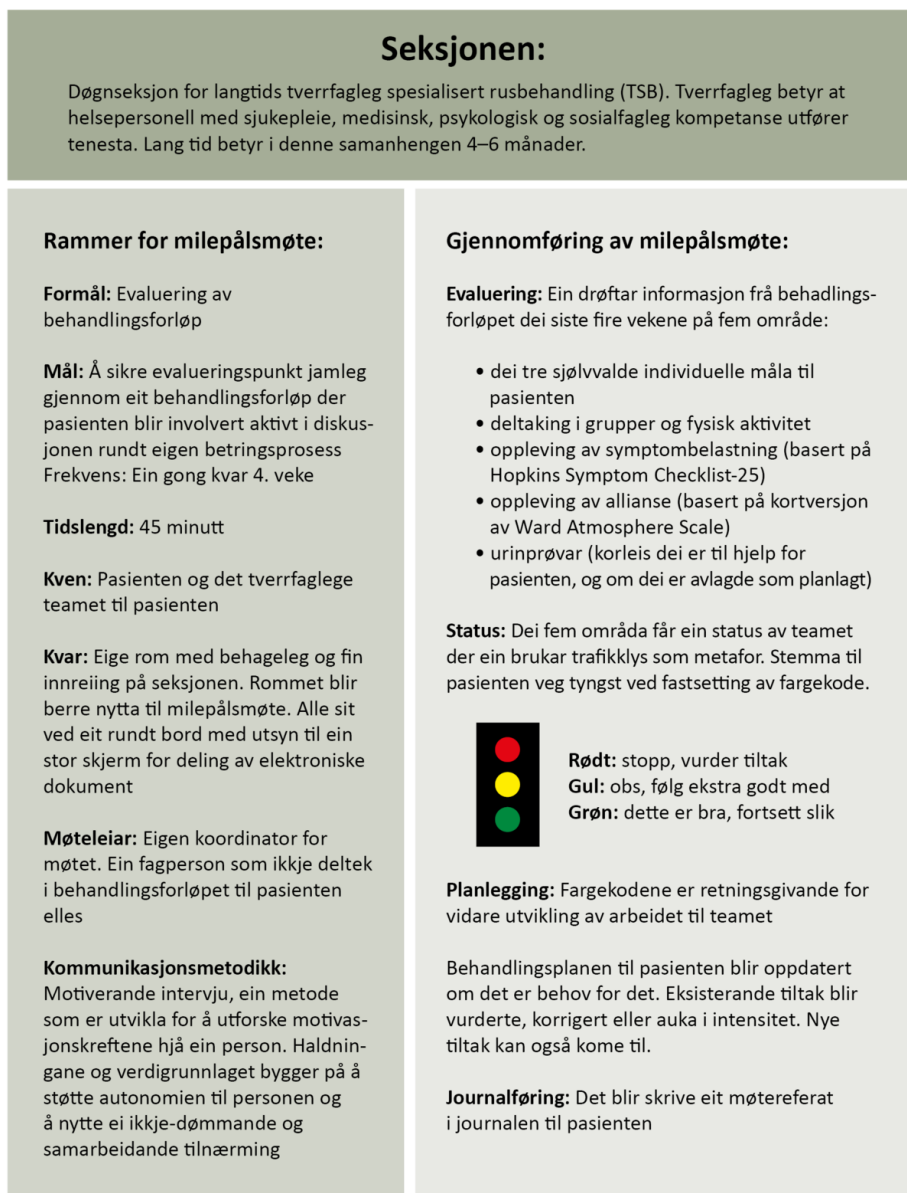 Seksjonen:
Døgnseksjon for langtids tverrfagleg spesialisert rusbehandling (TSB). Tverrfagleg betyr at
helsepersonell med sjukepleie, medisinsk, psykologisk og sosialfagleg kompetanse utfører
tenesta. Lang tid betyr i denne samanhengen 4–6 månader.
Rammer for milepålsmøte:
Formål: Evaluering av
behandlingsforløp
Mål: Å sikre evalueringspunkt jamleg
gjennom eit behandlingsforløp der
pasienten blir involvert aktivt i diskus-
jonen rundt eigen betringsprosess
Frekvens: Ein gong kvar 4. veke
Tidslengd: 45 minutt
Kven: Pasienten og det tverrfaglege
teamet til pasienten
Kvar: Eige rom med behageleg og fin
innreiing på seksjonen. Rommet blir
berre nytta til milepålsmøte. Alle sit
ved eit rundt bord med utsyn til ein
stor skjerm for deling av elektroniske
dokument
Møteleiar: Eigen koordinator for
møtet. Ein fagperson som ikkje deltek
i behandlingsforløpet til pasienten
elles
Kommunikasjonsmetodikk:
Motiverande intervju, ein metode
som er utvikla for å utforske motivas-
jonskreftene hjå ein person. Haldnin-
gane og verdigrunnlaget bygger på å
støtte autonomien til personen og
å nytte ei ikkje-dømmande og
samarbeidande tilnærming
Gjennomføring av milepålsmøte:
Evaluering: Ein drøftar informasjon frå behadlings-
forløpet dei siste fire vekene på fem område:
• dei tre sjølvvalde individuelle måla til
pasienten
• deltaking i grupper og fysisk aktivitet
• oppleving av symptombelastning (basert på
Hopkins Symptom Checklist-25)
• oppleving av allianse (basert på kortversjon
av Ward Atmosphere Scale)
• urinprøvar (korleis dei er til hjelp for
pasienten, og om dei er avlagde som planlagt)
Status: Dei fem områda får ein status av teamet
der ein brukar trafikklys som metafor. Stemma til
pasienten veg tyngst ved fastsetting av fargekode.
Rødt: stopp, vurder tiltak
Gul: obs, følg ekstra godt med
Grøn: dette er bra, fortsett slik
Planlegging: Fargekodene er retningsgivande for
vidare utvikling av arbeidet til teamet
Behandlingsplanen til pasienten blir oppdatert
om det er behov for det. Eksisterande tiltak blir
vurderte, korrigert eller auka i intensitet. Nye
tiltak kan også kome til.
Journalføring: Det blir skrive eit møtereferat
i journalen til pasienten